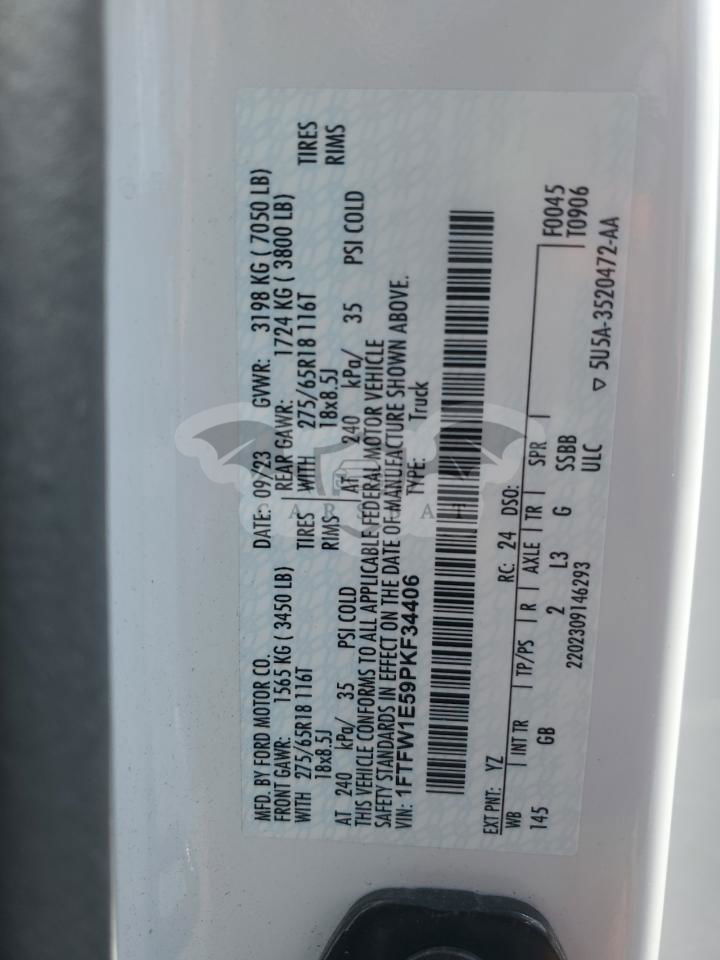 MFD. BY FORD MOTOR CO. DATE: 09/23 GVWR: 3198 KG ( 7050 LB)
FRONT GAWR: 1565 KG ( 3450 LB) REAR GAWR: 1724 KG ( 3800 LB)
WITH 275/65R18 116T TIRES WITH 275/65R18 116T TIRES
18x8.5J RIMS 18x8.5J RIMS
AT 240 kPa/ 35 PSI COLD AT 240 kPa/ 35 PSI COLD
THIS VEHICLE CONFORMS TO ALL APPLICABLE FEDERAL MOTOR VEHICLE
SAFETY STANDARDS IN EFFECT ON THE DATE OF MANUFACTURE SHOWN ABOVE.
VIN: 1FTFW1E59PKF34406 TYPE: Truck
EXT PNT: YZ RC: 24 DSO: F0045
WB INT TR TP/PS R AXLE TR SPR T0906
145 GB 2 L3 G SSBB
2202309146293 ULC ▽ 5U5A-3520472-AA
CARSBAT